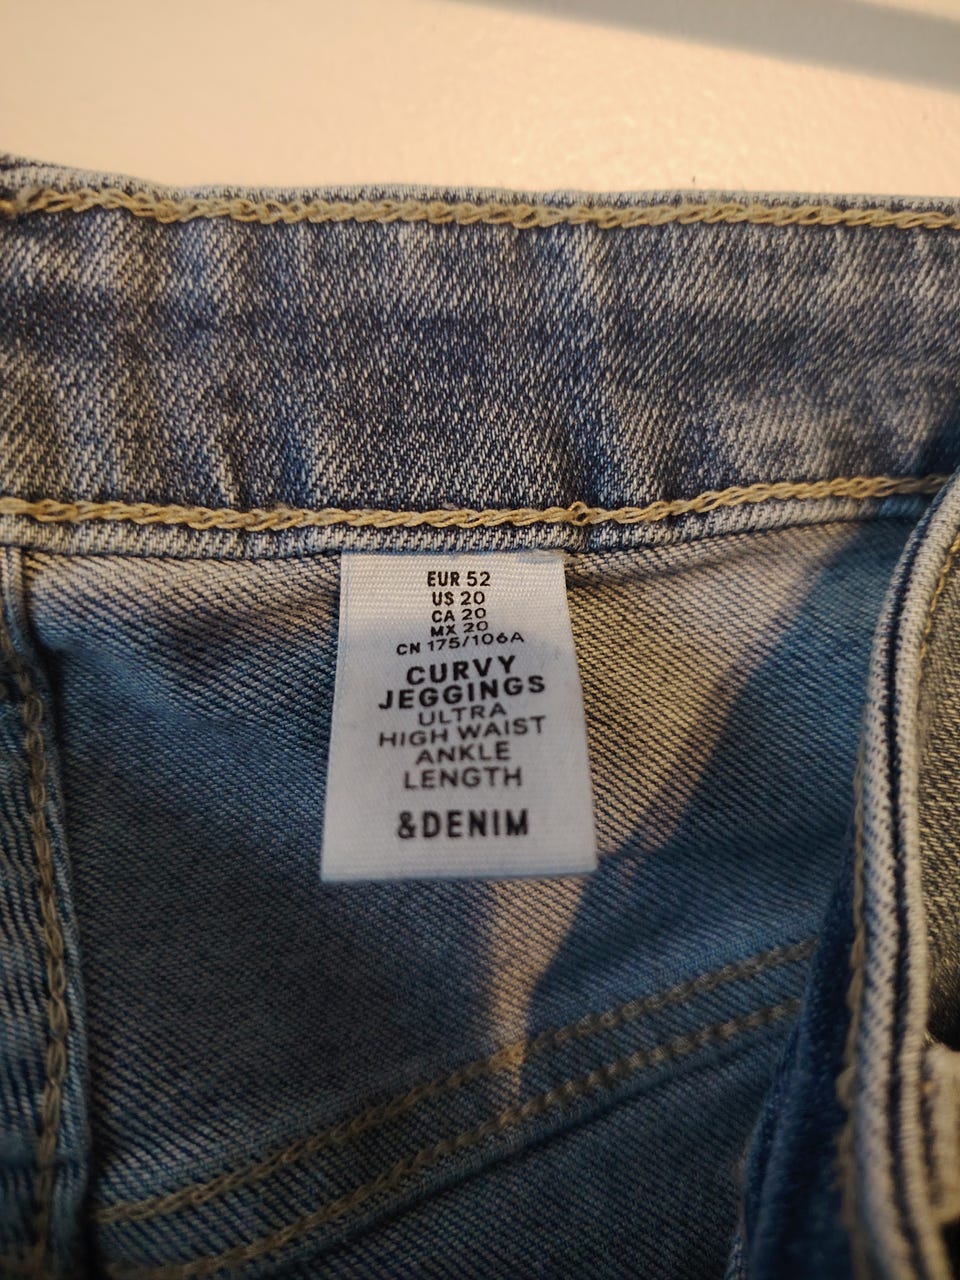 EUR 52
US 20
CA 20
MX 20
CN 175/106A
CURVY
JEGGINGS
ULTRA
HIGH WAIST
ANKLE
LENGTH
&DENIM